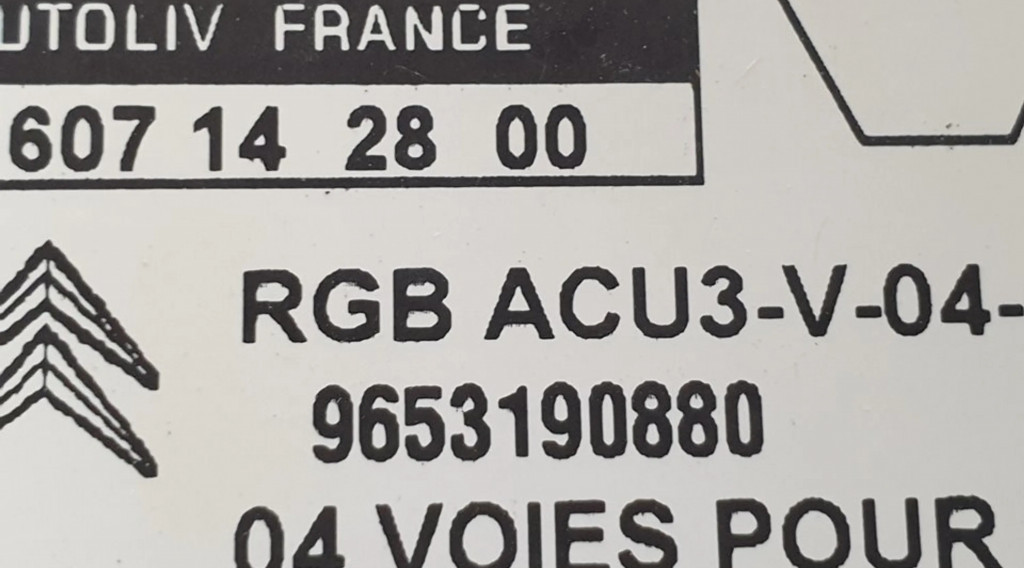 UTOLIV FRANCE
607 14 28 00
RGB ACU3-V-04-
9653190880
04 VOIES POUR